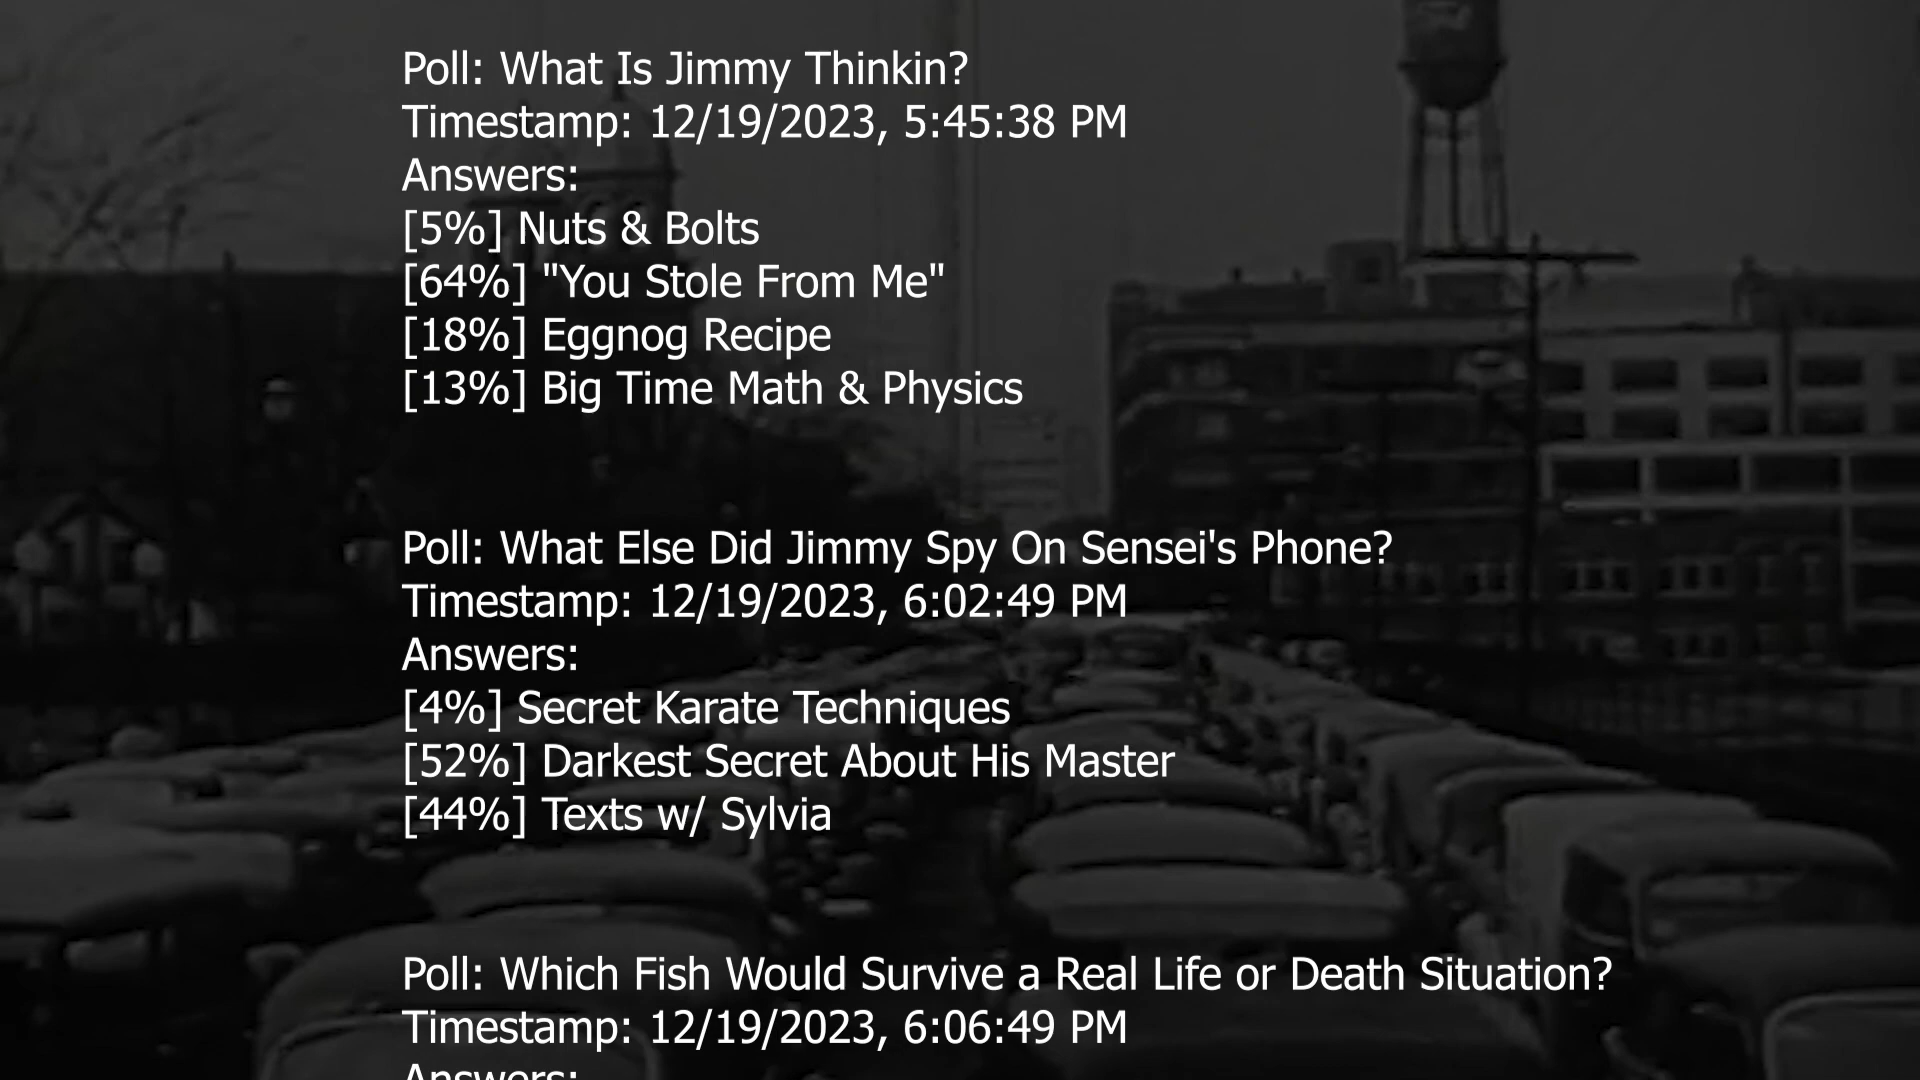 Poll: What Is Jimmy Thinkin?
Timestamp: 12/19/2023, 5:45:38 PM
Answers:
[5%] Nuts & Bolts
[64%] "You Stole From Me"
[18%] Eggnog Recipe
[13%] Big Time Math & Physics
Poll: What Else Did Jimmy Spy On Sensei's Phone?
Timestamp: 12/19/2023, 6:02:49 PM
Answers:
[4%] Secret Karate Techniques
[52%] Darkest Secret About His Master
[44%] Texts w/ Sylvia
Poll: Which Fish Would Survive a Real Life or Death Situation?
Timestamp: 12/19/2023, 6:06:49 PM
Answers: